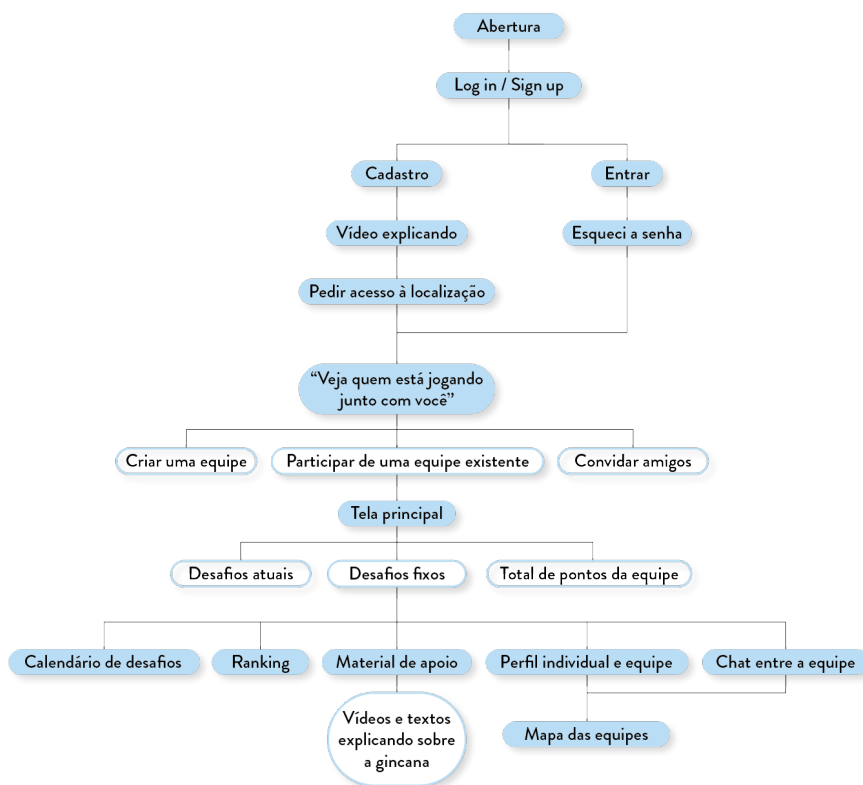 Abertura
Log in / Sign up
Cadastro
Entrar
Vídeo explicando
Esqueci a senha
Pedir acesso à localização
“Veja quem está jogando
junto com você”
Criar uma equipe
Participar de uma equipe existente
Convidar amigos
Tela principal
Desafios atuais
Desafios fixos
Total de pontos da equipe
Calendário de desafios
Ranking
Material de apoio
Perfil individual e equipe
Chat entre a equipe
Vídeos e textos
explicando sobre
a gincana
Mapa das equipes